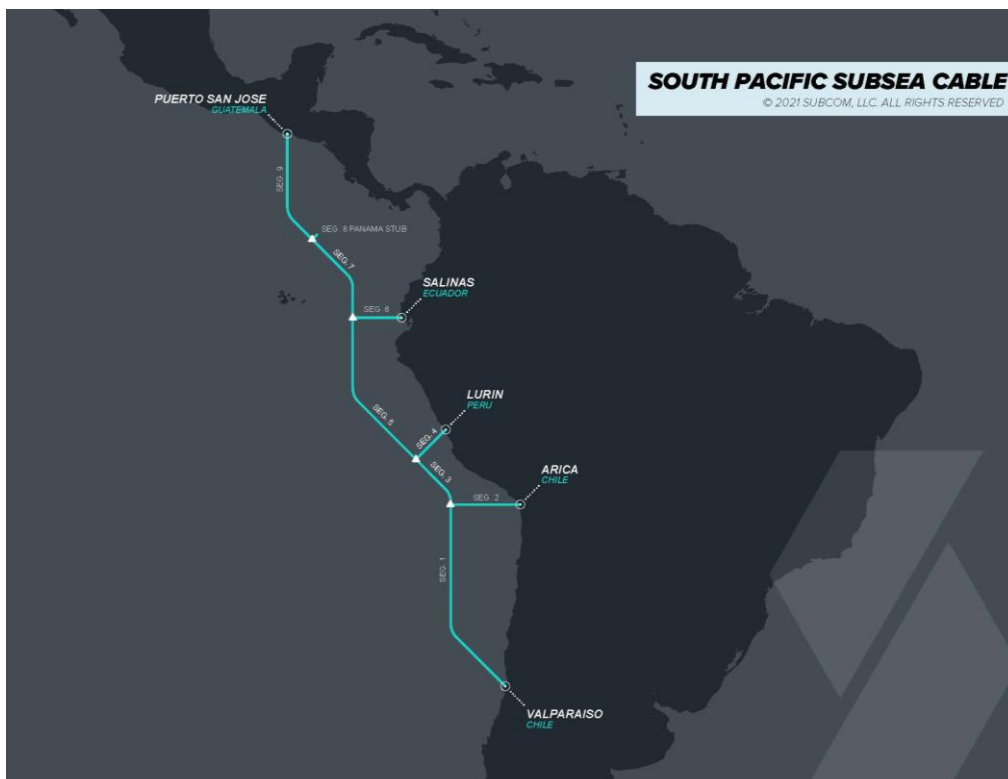 SOUTH PACIFIC SUBSEA CABLE
© 2021 SUBCOM, LLC. ALL RIGHTS RESERVED
PUERTO SAN JOSE
GUATEMALA
SEG. 9
SEG. 8 PANAMA STUB
SEG. 7
SALINAS
ECUADOR
SEG. 6
LURIN
PERU
SEG. 5
SEG. 4
SEG. 3
ARICA
CHILE
SEG. 2
SEG. 1
VALPARAISO
CHILE